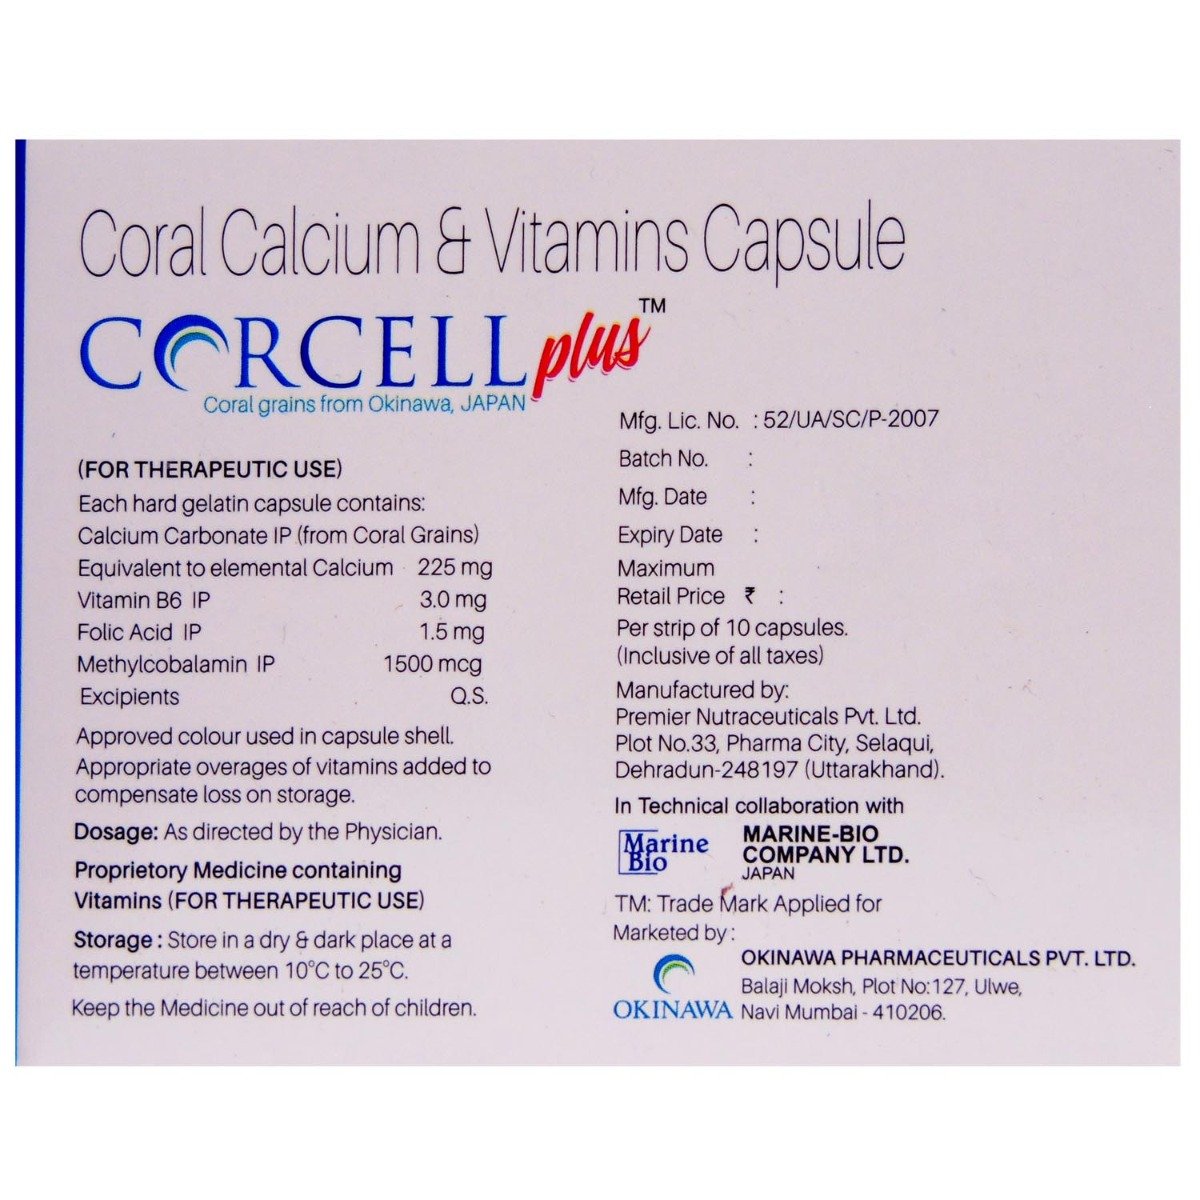 Coral Calcium & Vitamins Capsule
CORCELL plus™
Coral grains from Okinawa, JAPAN
(FOR THERAPEUTIC USE)
Each hard gelatin capsule contains:
Calcium Carbonate IP (from Coral Grains)
Equivalent to elemental Calcium 225 mg
Vitamin B6 IP 3.0 mg
Folic Acid IP 1.5 mg
Methylcobalamin IP 1500 mcg
Excipients Q.S.
Approved colour used in capsule shell.
Appropriate overages of vitamins added to
compensate loss on storage.
Dosage: As directed by the Physician.
Proprietory Medicine containing
Vitamins (FOR THERAPEUTIC USE)
Storage : Store in a dry & dark place at a
temperature between 10°C to 25°C.
Keep the Medicine out of reach of children.
Mfg. Lic. No. : 52/UA/SC/P-2007
Batch No. :
Mfg. Date :
Expiry Date :
Maximum
Retail Price ₹ :
Per strip of 10 capsules.
(Inclusive of all taxes)
Manufactured by:
Premier Nutraceuticals Pvt. Ltd.
Plot No.33, Pharma City, Selaqui,
Dehradun-248197 (Uttarakhand).
In Technical collaboration with
Marine
Bio
MARINE-BIO
COMPANY LTD.
JAPAN
TM: Trade Mark Applied for
Marketed by :
OKINAWA
OKINAWA PHARMACEUTICALS PVT. LTD.
Balaji Moksh, Plot No:127, Ulwe,
Navi Mumbai - 410206.